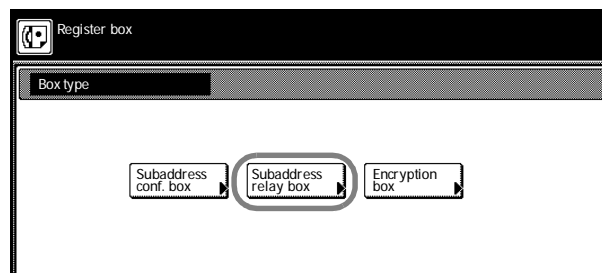 Register box
Box type
Subaddress
conf. box
Subaddress
relay box
Encryption
box